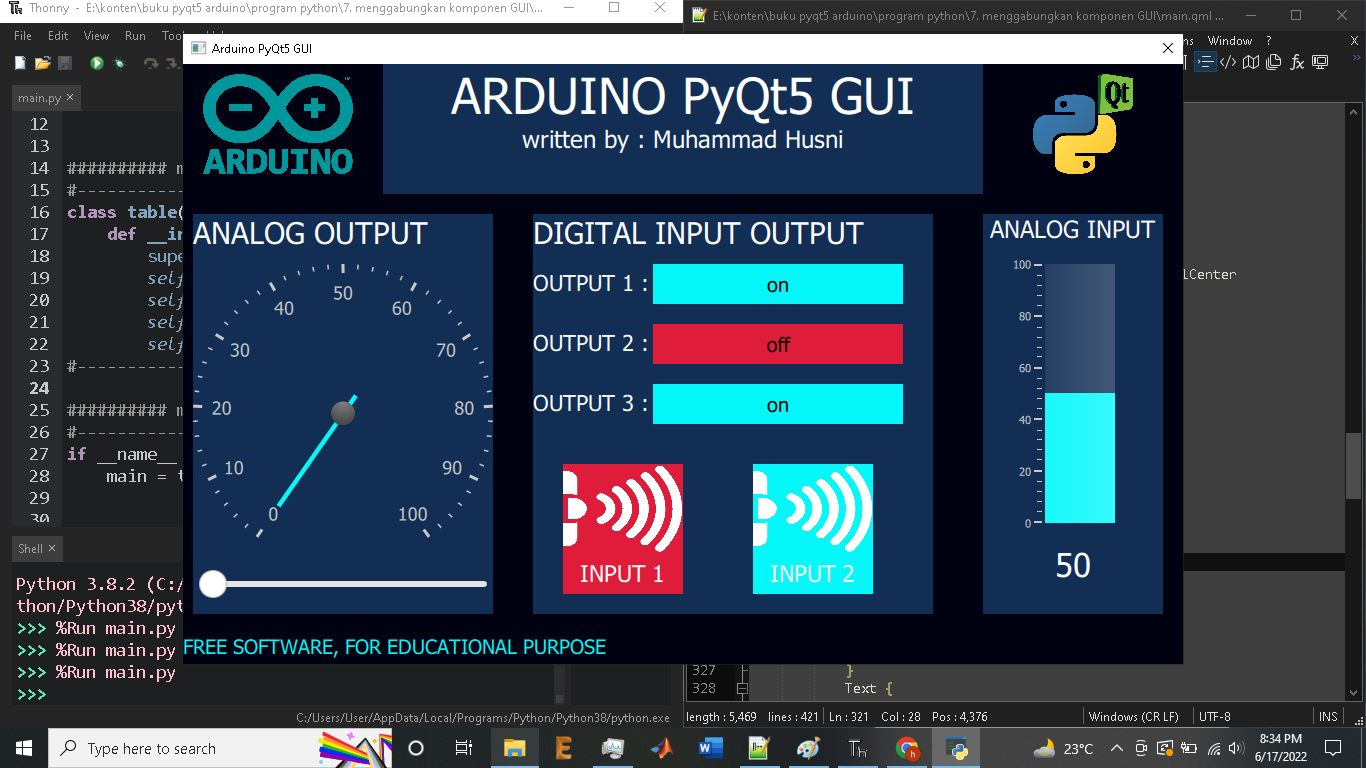 Thonny - E:\konten\buku pyqt5 arduino\program python\7. menggabungkan komponen GUI\...
E:\konten\buku pyqt5 arduino\program python\7. menggabungkan komponen GUI\main.qml ...
File Edit View Run
Window ? X
Arduino PyQt5 GUI
main.py ×
ARDUINO
ARDUINO PyQt5 GUI
written by : Muhammad Husni
Qt
12
13
14 ##########
15 #------------
16 class table(
17 def
18
19
20
21
22
23 #------------
24
25 ##########
26 #------------
27 if __name__
28 main =
29
30
ANALOG OUTPUT
0
10
20
30
40
50
60
70
80
90
100
DIGITAL INPUT OUTPUT
OUTPUT 1 : on
OUTPUT 2 : off
OUTPUT 3 : on
INPUT 1
INPUT 2
ANALOG INPUT
100
80
60
40
20
0
50
FREE SOFTWARE, FOR EDUCATIONAL PURPOSE
Shell ×
Python 3.8.2 (C:/
thon/Python38/pyt
>>> %Run main.py
>>> %Run main.py
>>> %Run main.py
>>>
C:/Users/User/AppData/Local/Programs/Python/Python38/python.exe
lCenter
327 }
328 Text {
length : 5,469 lines : 421 Ln : 321 Col : 28 Pos : 4,376 Windows (CR LF) UTF-8 INS
Type here to search
23°C
8:34 PM
6/17/2022